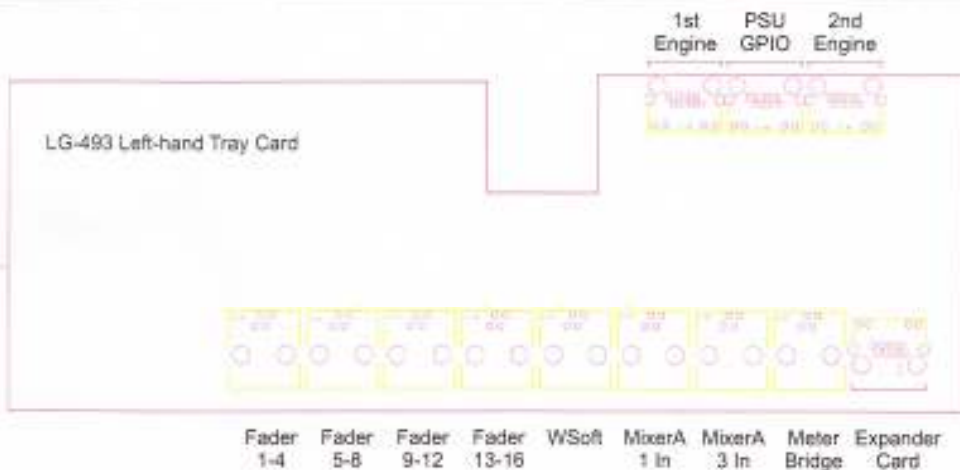 1st Engine
PSU GPIO
2nd Engine
LG-493 Left-hand Tray Card
Fader 1-4
Fader 5-8
Fader 9-12
Fader 13-16
WSoft
MixerA 1 In
MixerA 3 In
Meter Bridge
Expander Card